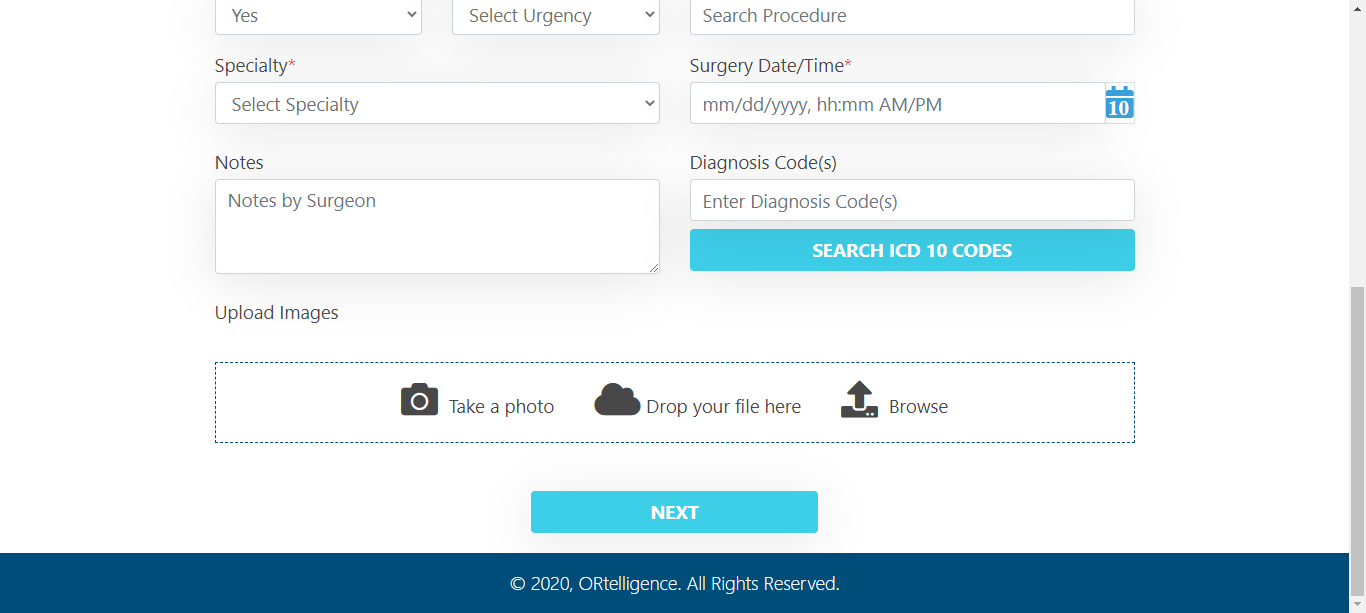 Yes Select Urgency Search Procedure
Specialty* Surgery Date/Time*
Select Specialty mm/dd/yyyy, hh:mm AM/PM 10
Notes Diagnosis Code(s)
Notes by Surgeon Enter Diagnosis Code(s)
SEARCH ICD 10 CODES
Upload Images
Take a photo Drop your file here Browse
NEXT
© 2020, ORtelligence. All Rights Reserved.